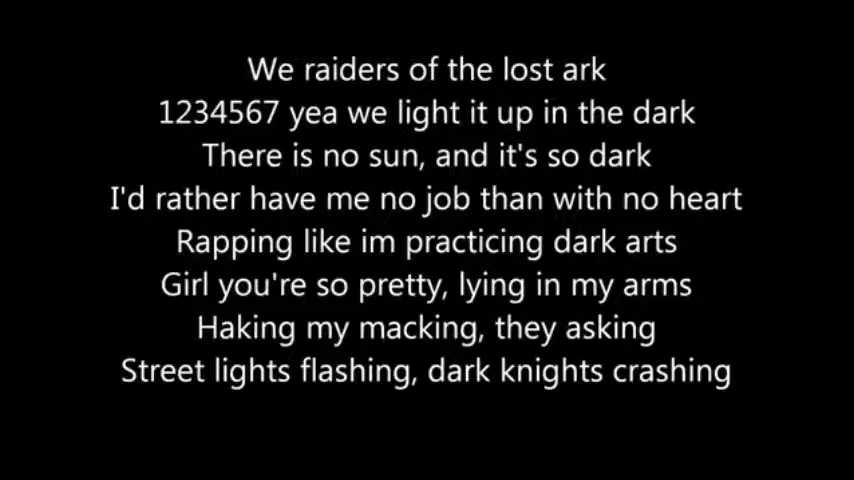 We raiders of the lost ark
1234567 yea we light it up in the dark
There is no sun, and it's so dark
I'd rather have me no job than with no heart
Rapping like im practicing dark arts
Girl you're so pretty, lying in my arms
Haking my macking, they asking
Street lights flashing, dark knights crashing